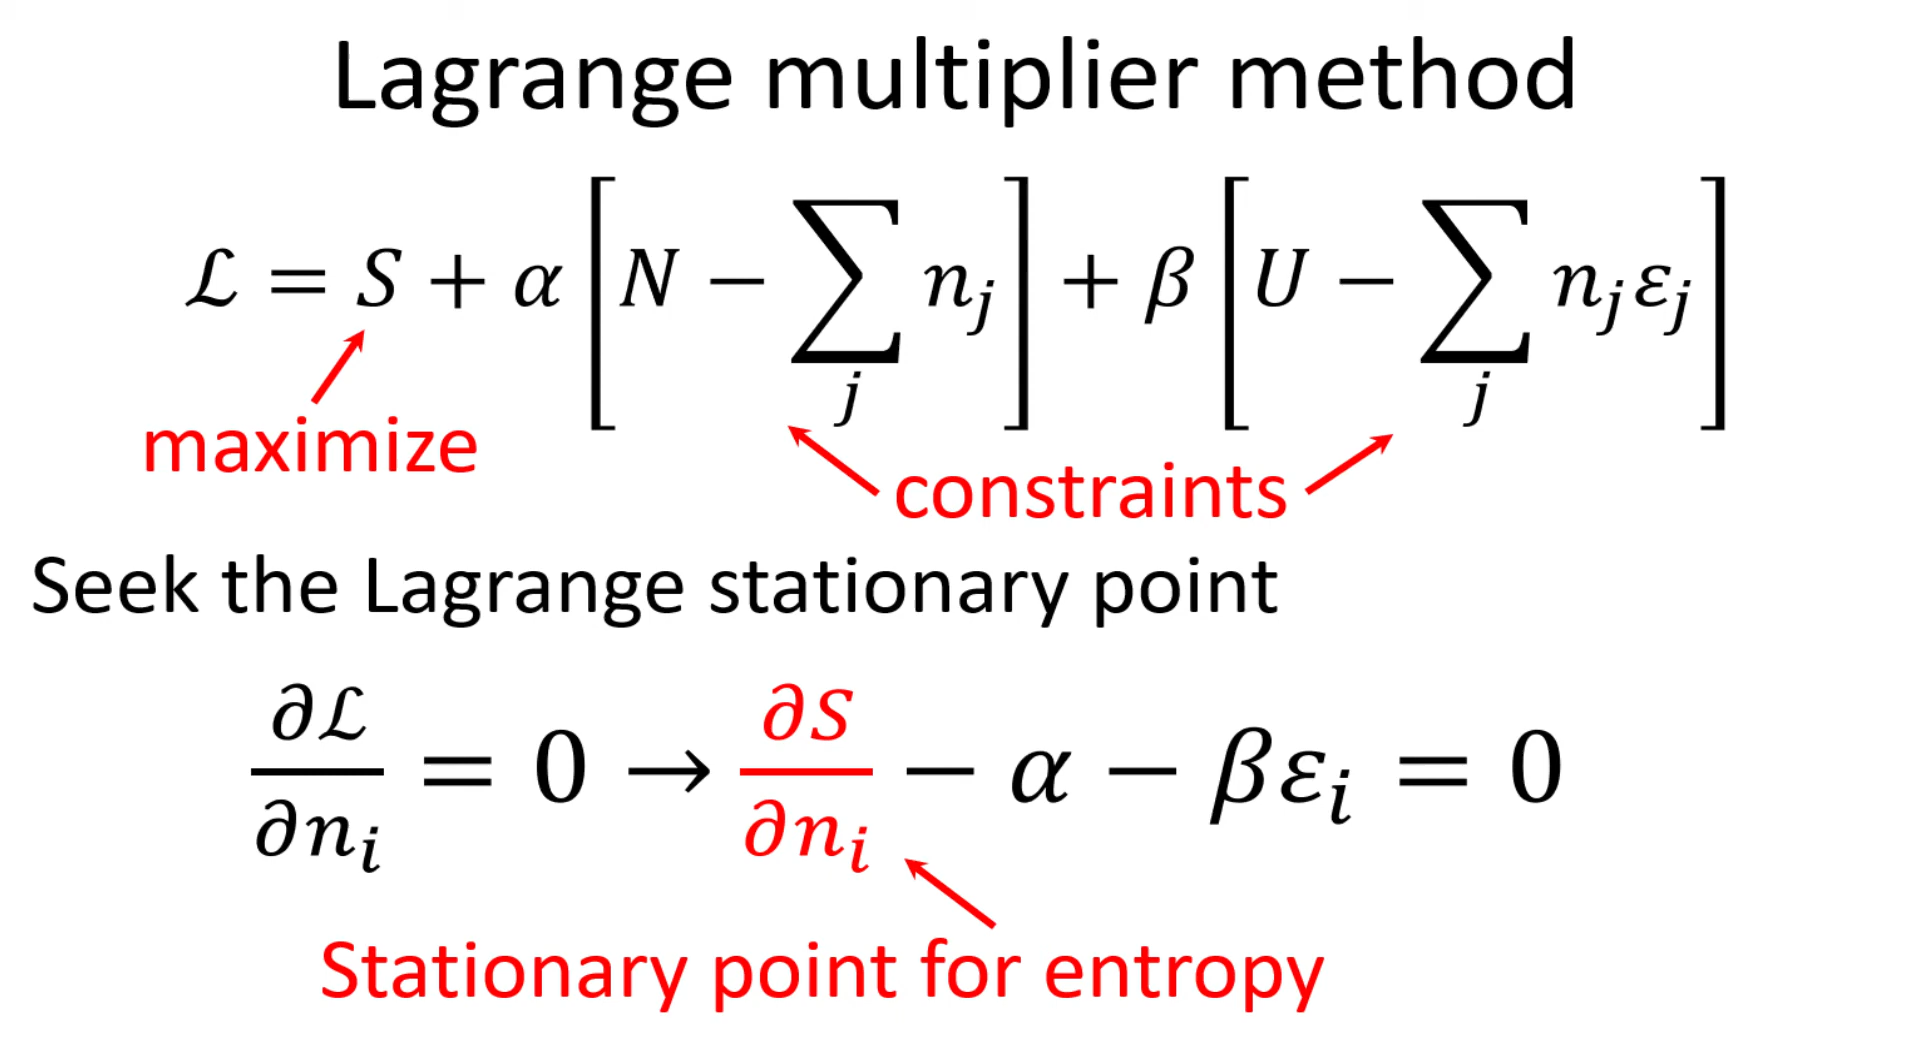 Lagrange multiplier method
ℒ = S + α [N − ∑_j n_j] + β [U − ∑_j n_j ε_j]
maximize
constraints
Seek the Lagrange stationary point
∂ℒ/∂n_i = 0 → ∂S/∂n_i − α − βε_i = 0
Stationary point for entropy